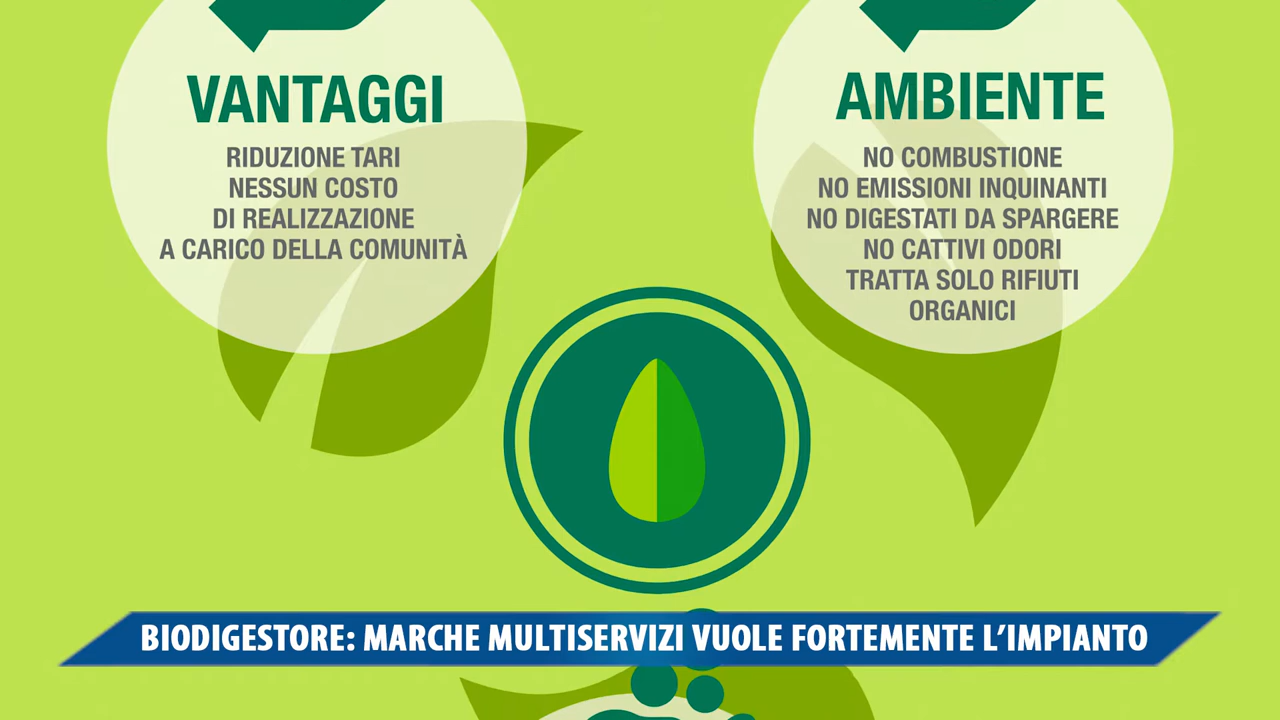 VANTAGGI
RIDUZIONE TARI
NESSUN COSTO
DI REALIZZAZIONE
A CARICO DELLA COMUNITÀ
AMBIENTE
NO COMBUSTIONE
NO EMISSIONI INQUINANTI
NO DIGESTATI DA SPARGERE
NO CATTIVI ODORI
TRATTA SOLO RIFIUTI
ORGANICI
BIODIGESTORE: MARCHE MULTISERVIZI VUOLE FORTEMENTE L'IMPIANTO